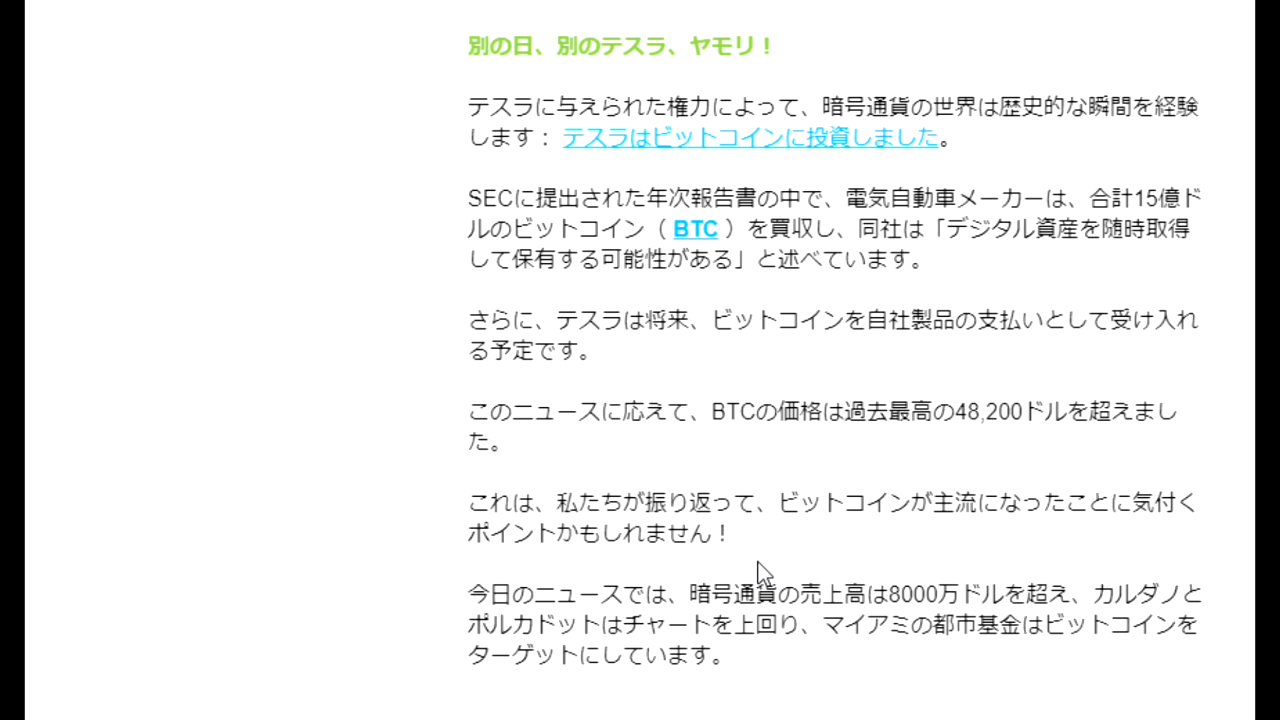 別の日、別のテスラ、ヤモリ！
テスラに与えられた権力によって、暗号通貨の世界は歴史的な瞬間を経験
します： テスラはビットコインに投資しました。
SECに提出された年次報告書の中で、電気自動車メーカーは、合計15億ド
ルのビットコイン（ BTC ）を買収し、同社は「デジタル資産を随時取得
して保有する可能性がある」と述べています。
さらに、テスラは将来、ビットコインを自社製品の支払いとして受け入れ
る予定です。
このニュースに応えて、BTCの価格は過去最高の48,200ドルを超えまし
た。
これは、私たちが振り返って、ビットコインが主流になったことに気付く
ポイントかもしれません！
今日のニュースでは、暗号通貨の売上高は8000万ドルを超え、カルダノと
ポルカドットはチャートを上回り、マイアミの都市基金はビットコインを
ターゲットにしています。